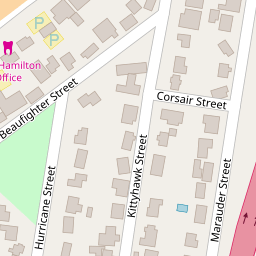 P
P
Hamilton
Office
Beaufighter Street
Corsair Street
Kittyhawk Street
Hurricane Street
Marauder Street